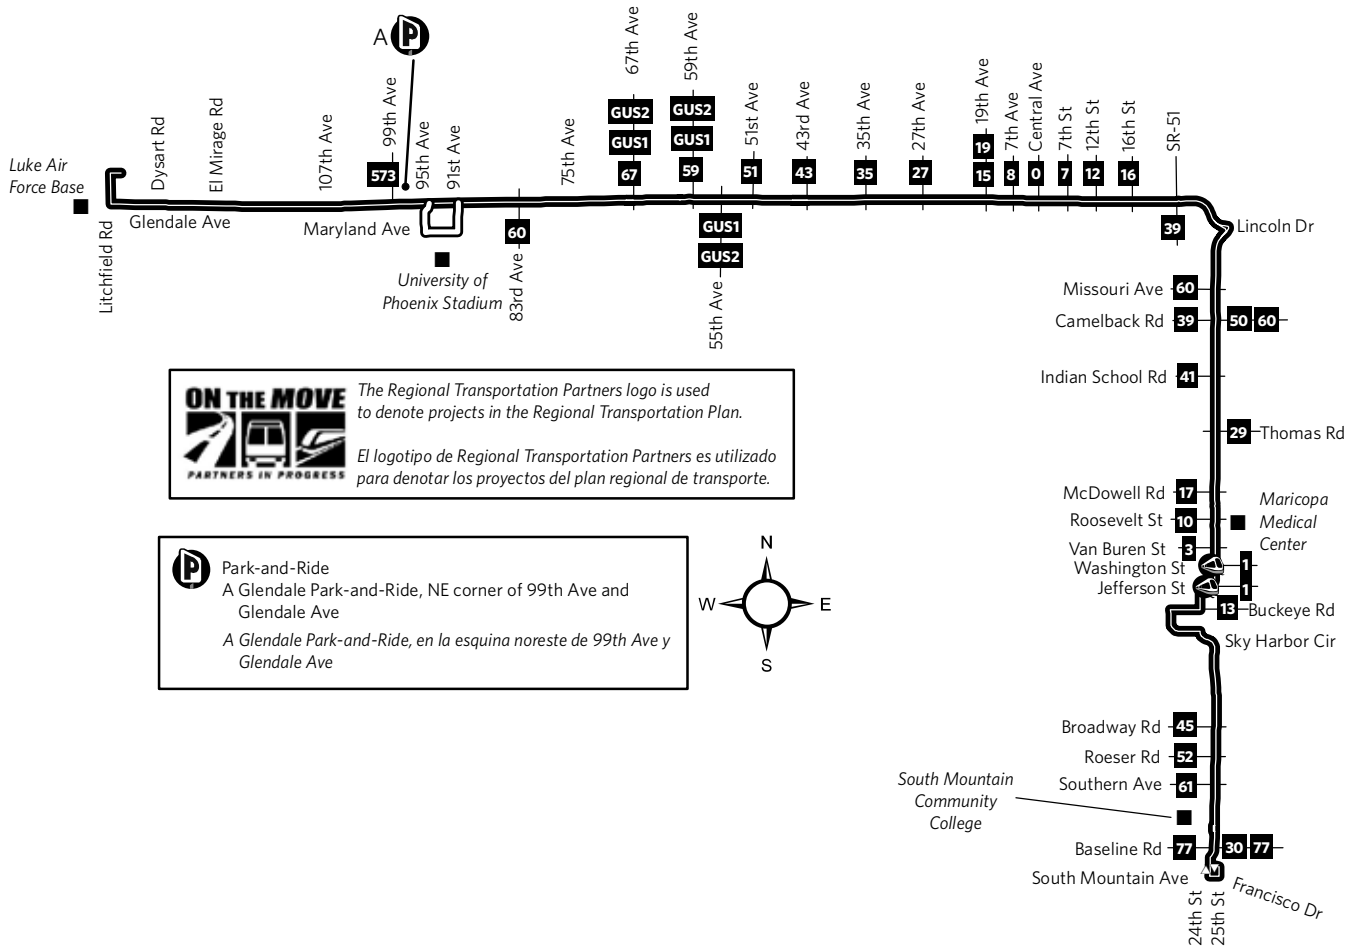 A
P
67th Ave
59th Ave
99th Ave
19th Ave
Central Ave
GUS2
GUS2
Dysart Rd
El Mirage Rd
107th Ave
95th Ave
91st Ave
75th Ave
GUS1
GUS1
51st Ave
43rd Ave
35th Ave
27th Ave
19
7th Ave
7th St
12th St
16th St
SR-51
Luke Air
Force Base
573
67
59
51
43
35
27
15
8
0
7
12
16
Glendale Ave
Maryland Ave
60
GUS1
39
Lincoln Dr
Litchfield Rd
University of
Phoenix Stadium
83rd Ave
GUS2
55th Ave
Missouri Ave
60
Camelback Rd
39
50
60
Indian School Rd
41
29
Thomas Rd
ON THE MOVE
PARTNERS IN PROGRESS
The Regional Transportation Partners logo is used
to denote projects in the Regional Transportation Plan.
El logotipo de Regional Transportation Partners es utilizado
para denotar los proyectos del plan regional de transporte.
McDowell Rd
17
Roosevelt St
10
Maricopa
Medical
Center
Van Buren St
3
Washington St
1
Jefferson St
1
13
Buckeye Rd
Sky Harbor Cir
P
Park-and-Ride
A Glendale Park-and-Ride, NE corner of 99th Ave and
Glendale Ave
A Glendale Park-and-Ride, en la esquina noreste de 99th Ave y
Glendale Ave
N
W
E
S
Broadway Rd
45
Roeser Rd
52
Southern Ave
61
South Mountain
Community
College
Baseline Rd
77
30
77
South Mountain Ave
24th St
25th St
Francisco Dr